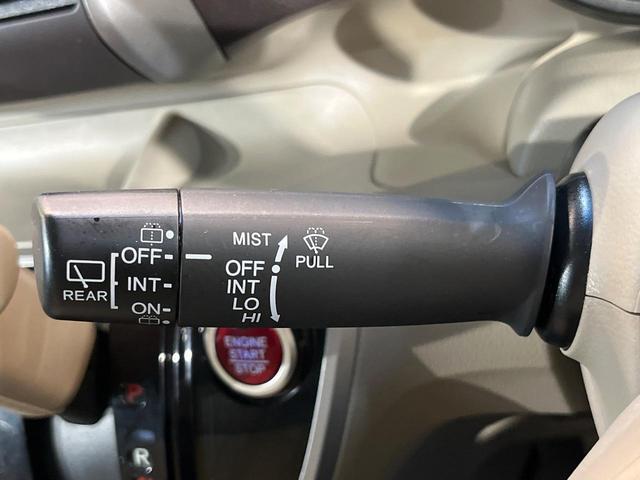 MIST
PULL
OFF
INT
LO
HI
OFF
INT
ON
REAR
ENGINE
START
STOP
P
R